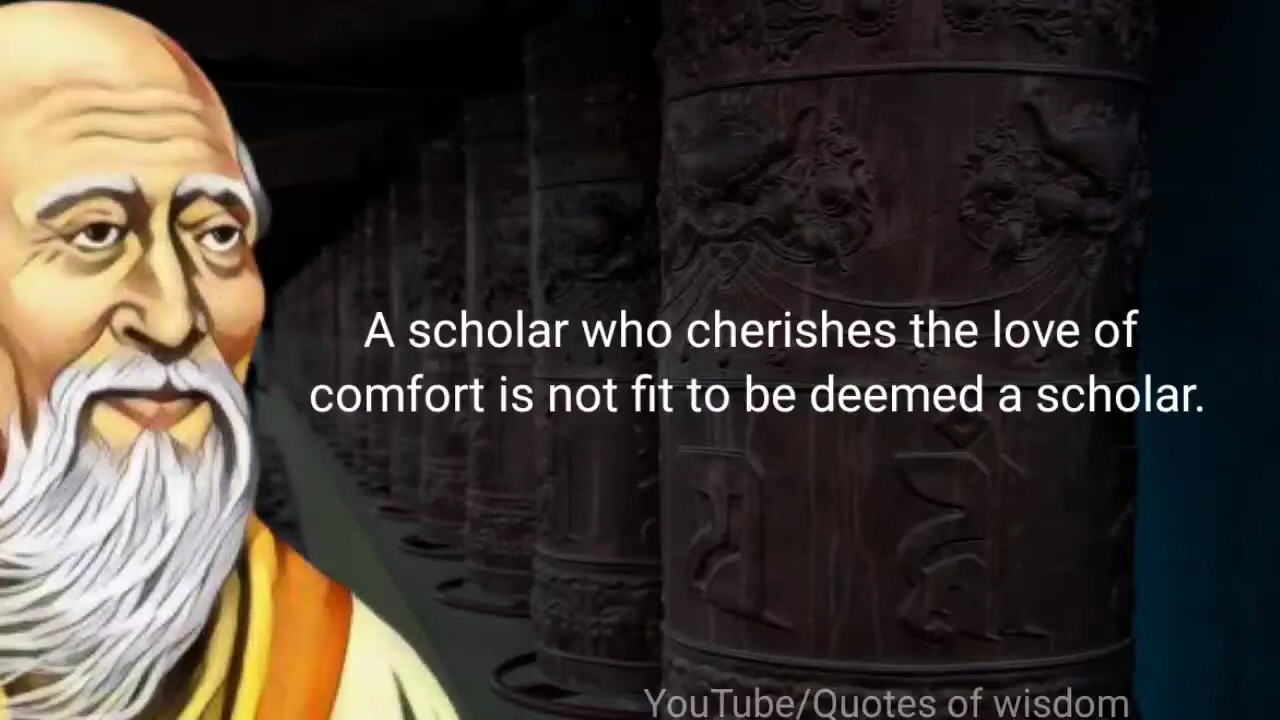 A scholar who cherishes the love of
comfort is not fit to be deemed a scholar.
YouTube/Quotes of wisdom